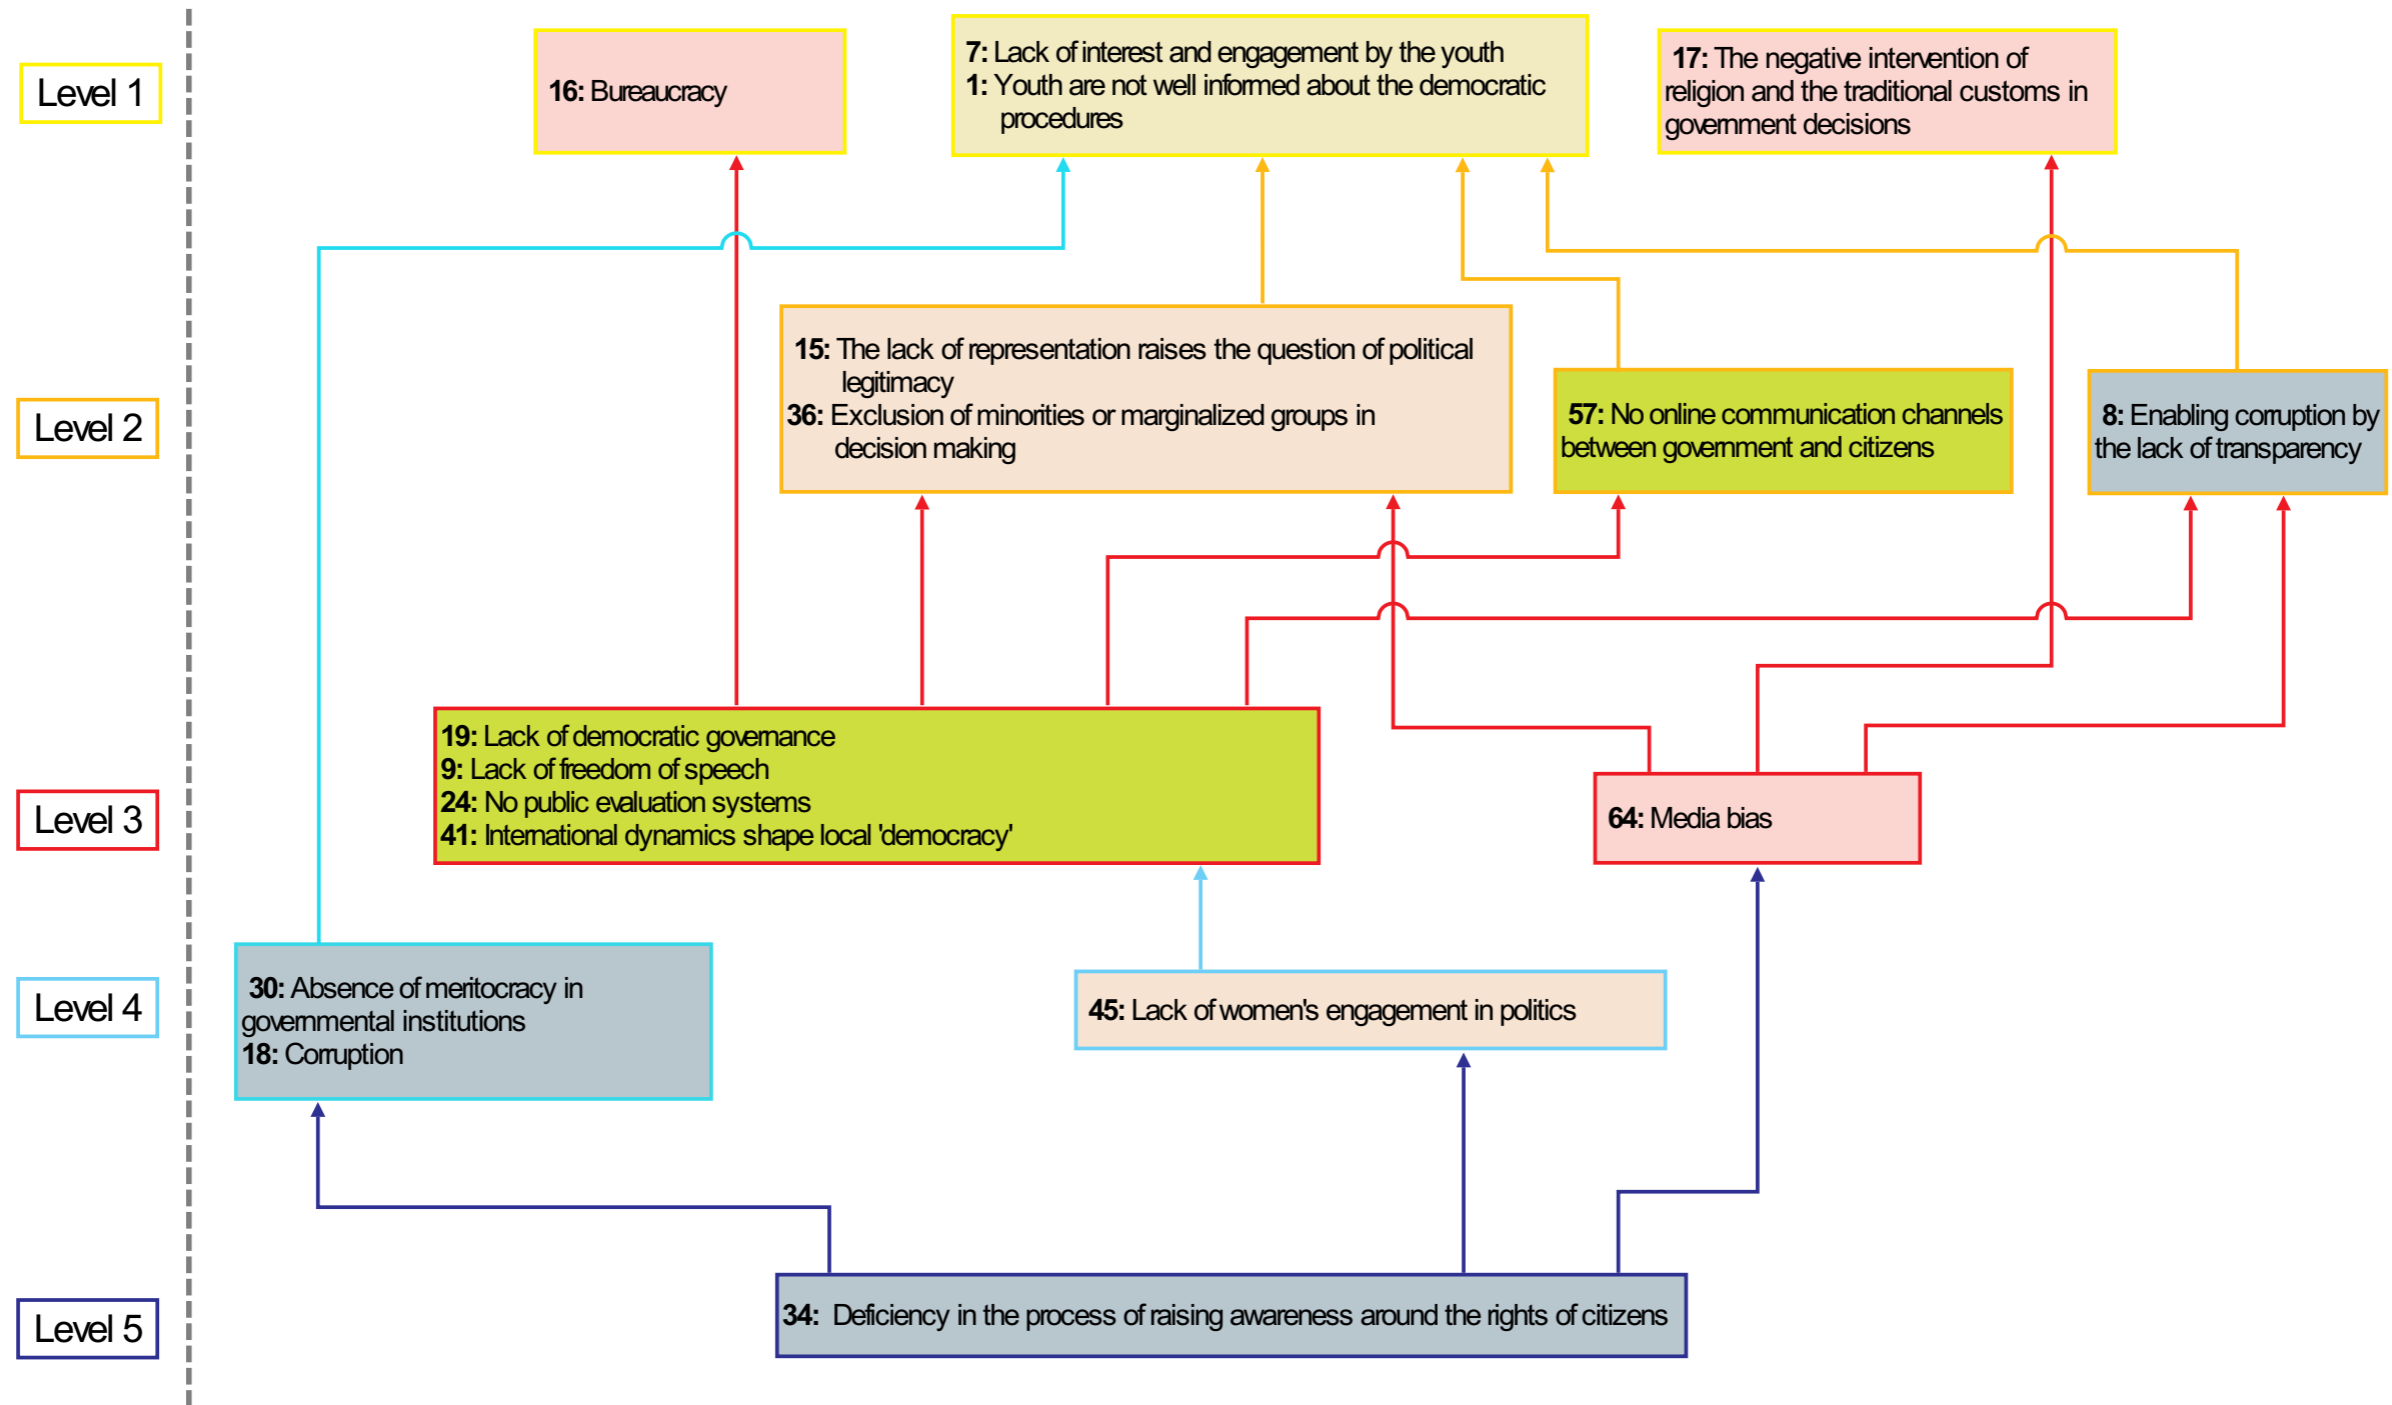 Level 1
16: Bureaucracy
7: Lack of interest and engagement by the youth
1: Youth are not well informed about the democratic
procedures
17: The negative intervention of
religion and the traditional customs in
government decisions
Level 2
15: The lack of representation raises the question of political
legitimacy
36: Exclusion of minorities or marginalized groups in
decision making
57: No online communication channels
between government and citizens
8: Enabling corruption by
the lack of transparency
Level 3
19: Lack of democratic governance
9: Lack of freedom of speech
24: No public evaluation systems
41: International dynamics shape local 'democracy'
64: Media bias
Level 4
30: Absence of meritocracy in
governmental institutions
18: Corruption
45: Lack of women's engagement in politics
Level 5
34: Deficiency in the process of raising awareness around the rights of citizens